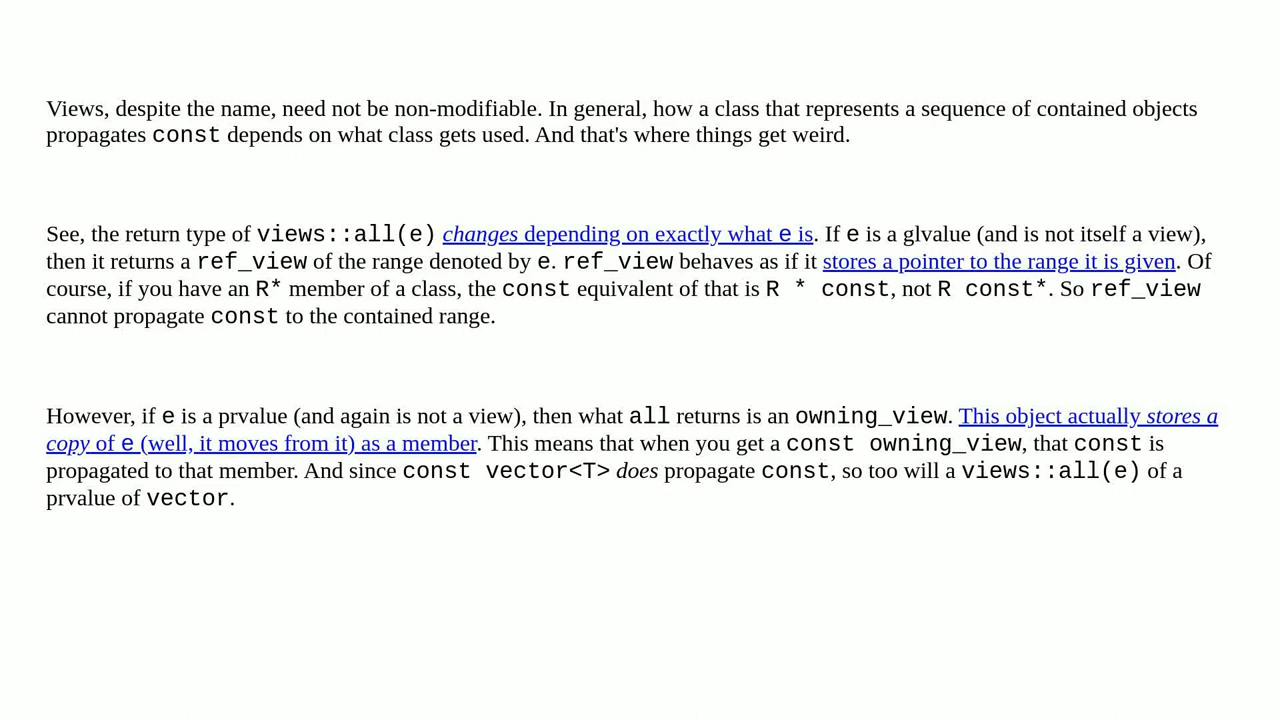 Views, despite the name, need not be non-modifiable. In general, how a class that represents a sequence of contained objects
propagates const depends on what class gets used. And that's where things get weird.
See, the return type of views::all(e) changes depending on exactly what e is. If e is a glvalue (and is not itself a view),
then it returns a ref_view of the range denoted by e. ref_view behaves as if it stores a pointer to the range it is given. Of
course, if you have an R* member of a class, the const equivalent of that is R * const, not R const*. So ref_view
cannot propagate const to the contained range.
However, if e is a prvalue (and again is not a view), then what all returns is an owning_view. This object actually stores a
copy of e (well, it moves from it) as a member. This means that when you get a const owning_view, that const is
propagated to that member. And since const vector<T> does propagate const, so too will a views::all(e) of a
prvalue of vector.